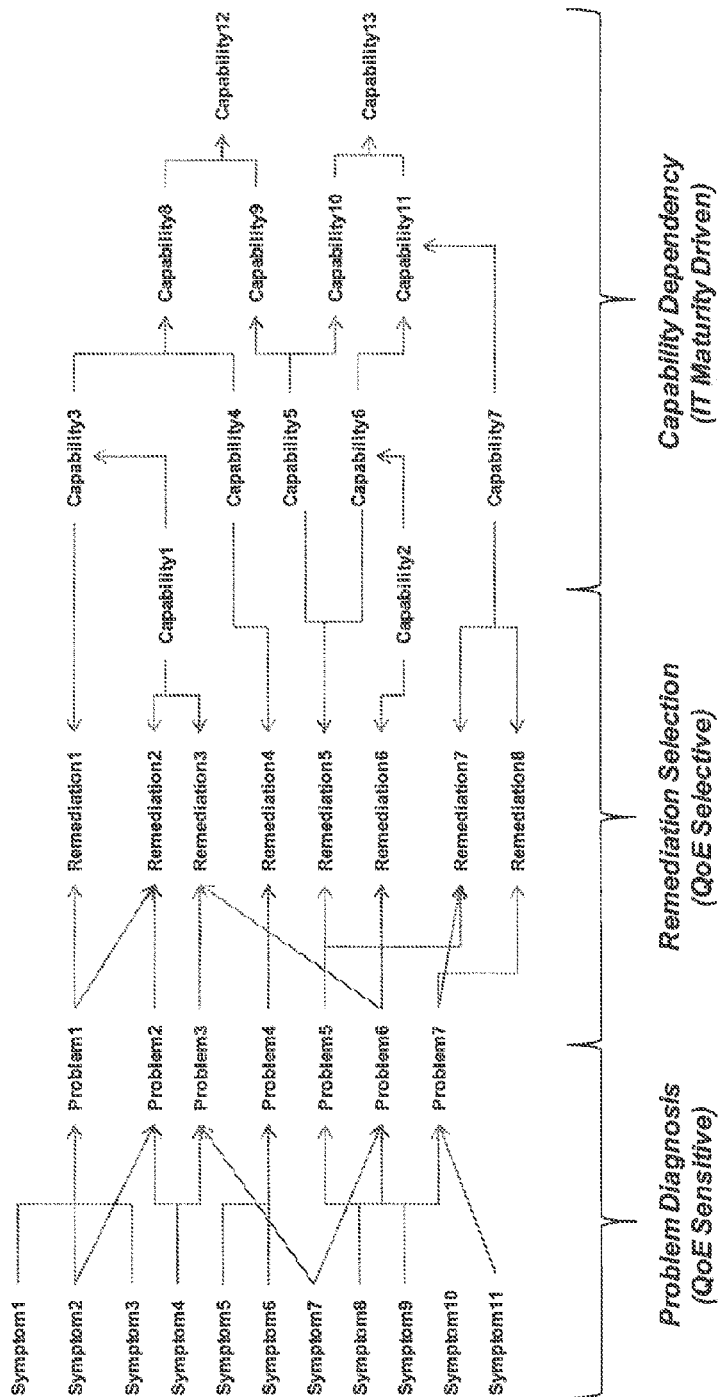 Symptom1
Symptom2
Symptom3
Symptom4
Symptom5
Symptom6
Symptom7
Symptom8
Symptom9
Symptom10
Symptom11
Problem1
Problem2
Problem3
Problem4
Problem5
Problem6
Problem7
Remediation1
Remediation2
Remediation3
Remediation4
Remediation5
Remediation6
Remediation7
Remediation8
Capability1
Capability2
Capability3
Capability4
Capability5
Capability6
Capability7
Capability8
Capability9
Capability10
Capability11
Capability12
Capability13
Problem Diagnosis
(QoE Sensitive)
Remediation Selection
(QoE Selective)
Capability Dependency
(IT Maturity Driven)